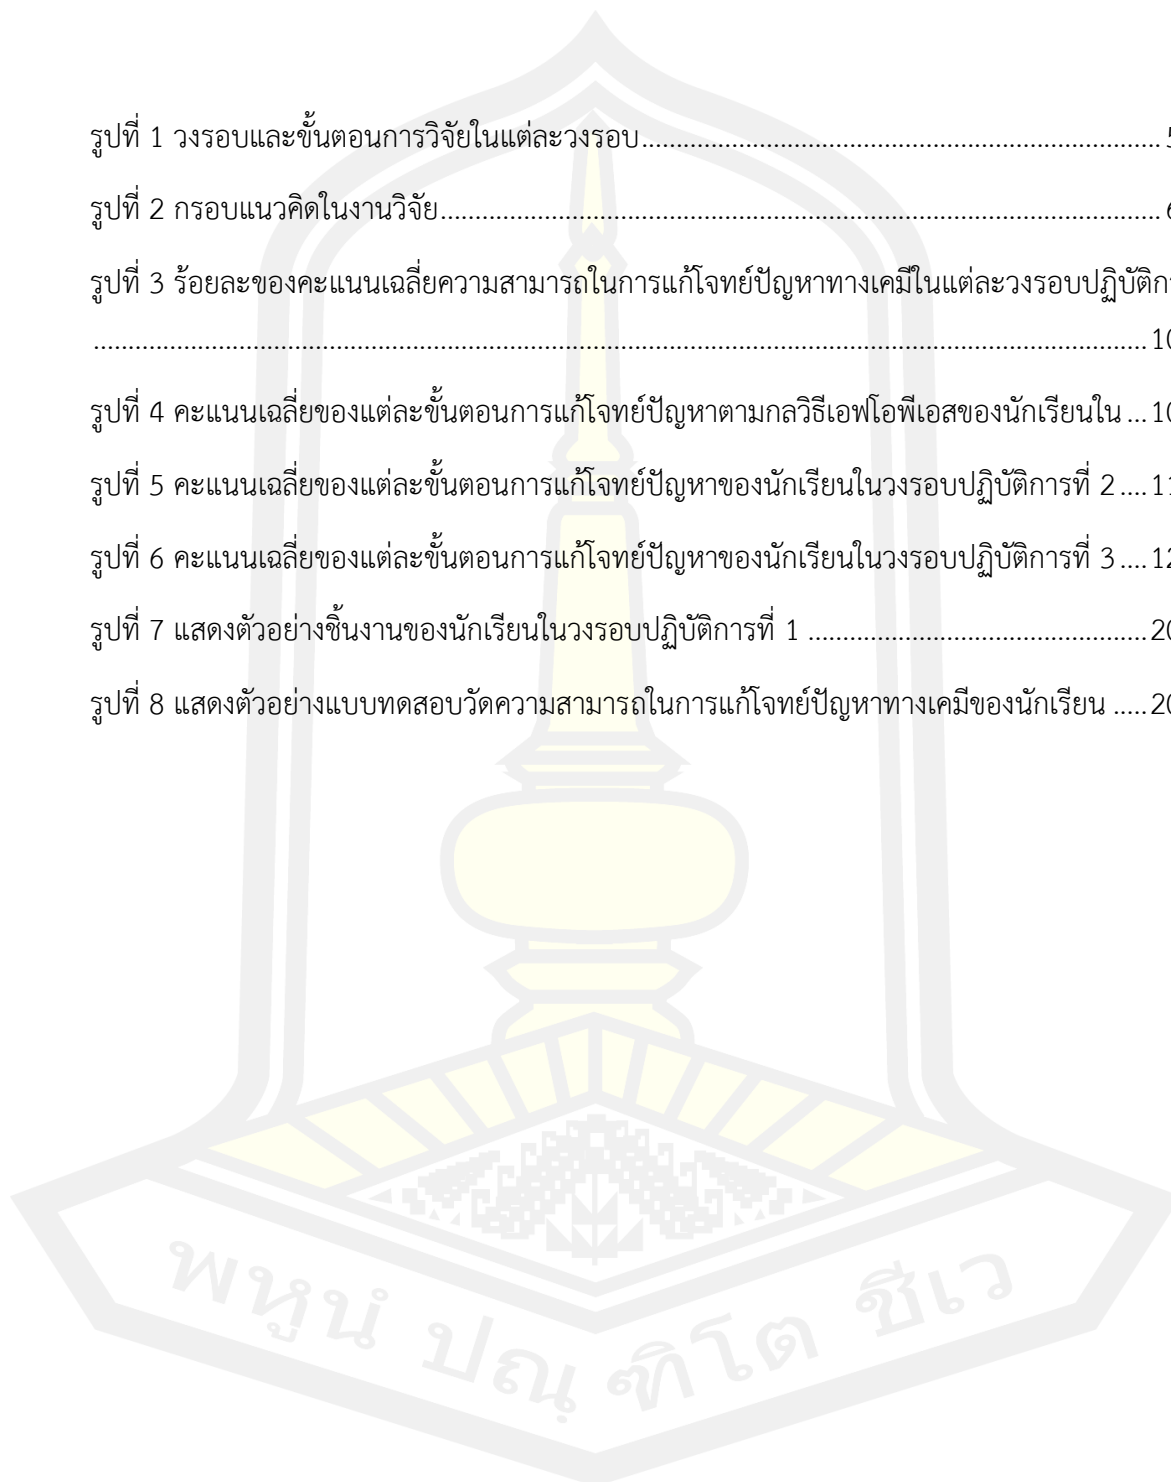 รูปที่ 1 วงรอบและขั้นตอนการวิจัยในแต่ละวงรอบ........................................................................... 5
รูปที่ 2 กรอบแนวคิดในงานวิจัย........................................................................................................ 6
รูปที่ 3 ร้อยละของคะแนนเฉลี่ยความสามารถในการแก้โจทย์ปัญหาทางเคมีในแต่ละวงรอบปฏิบัติกา
........................................................................................................................................................ 10
รูปที่ 4 คะแนนเฉลี่ยของแต่ละขั้นตอนการแก้โจทย์ปัญหาตามกลวิธีเอฟโอพีเอสของนักเรียนใน ... 10
รูปที่ 5 คะแนนเฉลี่ยของแต่ละขั้นตอนการแก้โจทย์ปัญหาของนักเรียนในวงรอบปฏิบัติการที่ 2 .... 11
รูปที่ 6 คะแนนเฉลี่ยของแต่ละขั้นตอนการแก้โจทย์ปัญหาของนักเรียนในวงรอบปฏิบัติการที่ 3 .... 12
รูปที่ 7 แสดงตัวอย่างชิ้นงานของนักเรียนในวงรอบปฏิบัติการที่ 1 ................................................. 20
รูปที่ 8 แสดงตัวอย่างแบบทดสอบวัดความสามารถในการแก้โจทย์ปัญหาทางเคมีของนักเรียน ..... 20
พหูนํ ปณฺฑิโต ชีเว